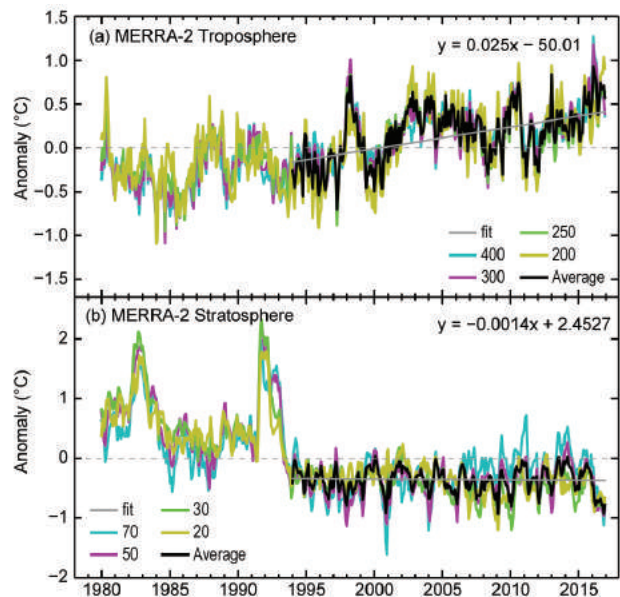 1.5
(a) MERRA-2 Troposphere
y = 0.025x − 50.01
1.0
0.5
0.0
−0.5
−1.0
−1.5
Anomaly (°C)
fit 250
400 200
300 Average
(b) MERRA-2 Stratosphere
y = −0.0014x + 2.4527
2
1
0
−1
−2
Anomaly (°C)
fit 30
70 20
50 Average
1980 1985 1990 1995 2000 2005 2010 2015